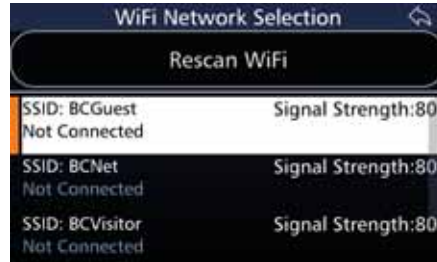 WiFi Network Selection
Rescan WiFi
SSID: BCGuest Signal Strength:80
Not Connected
SSID: BCNet Signal Strength:80
Not Connected
SSID: BCVisitor Signal Strength:80
Not Connected